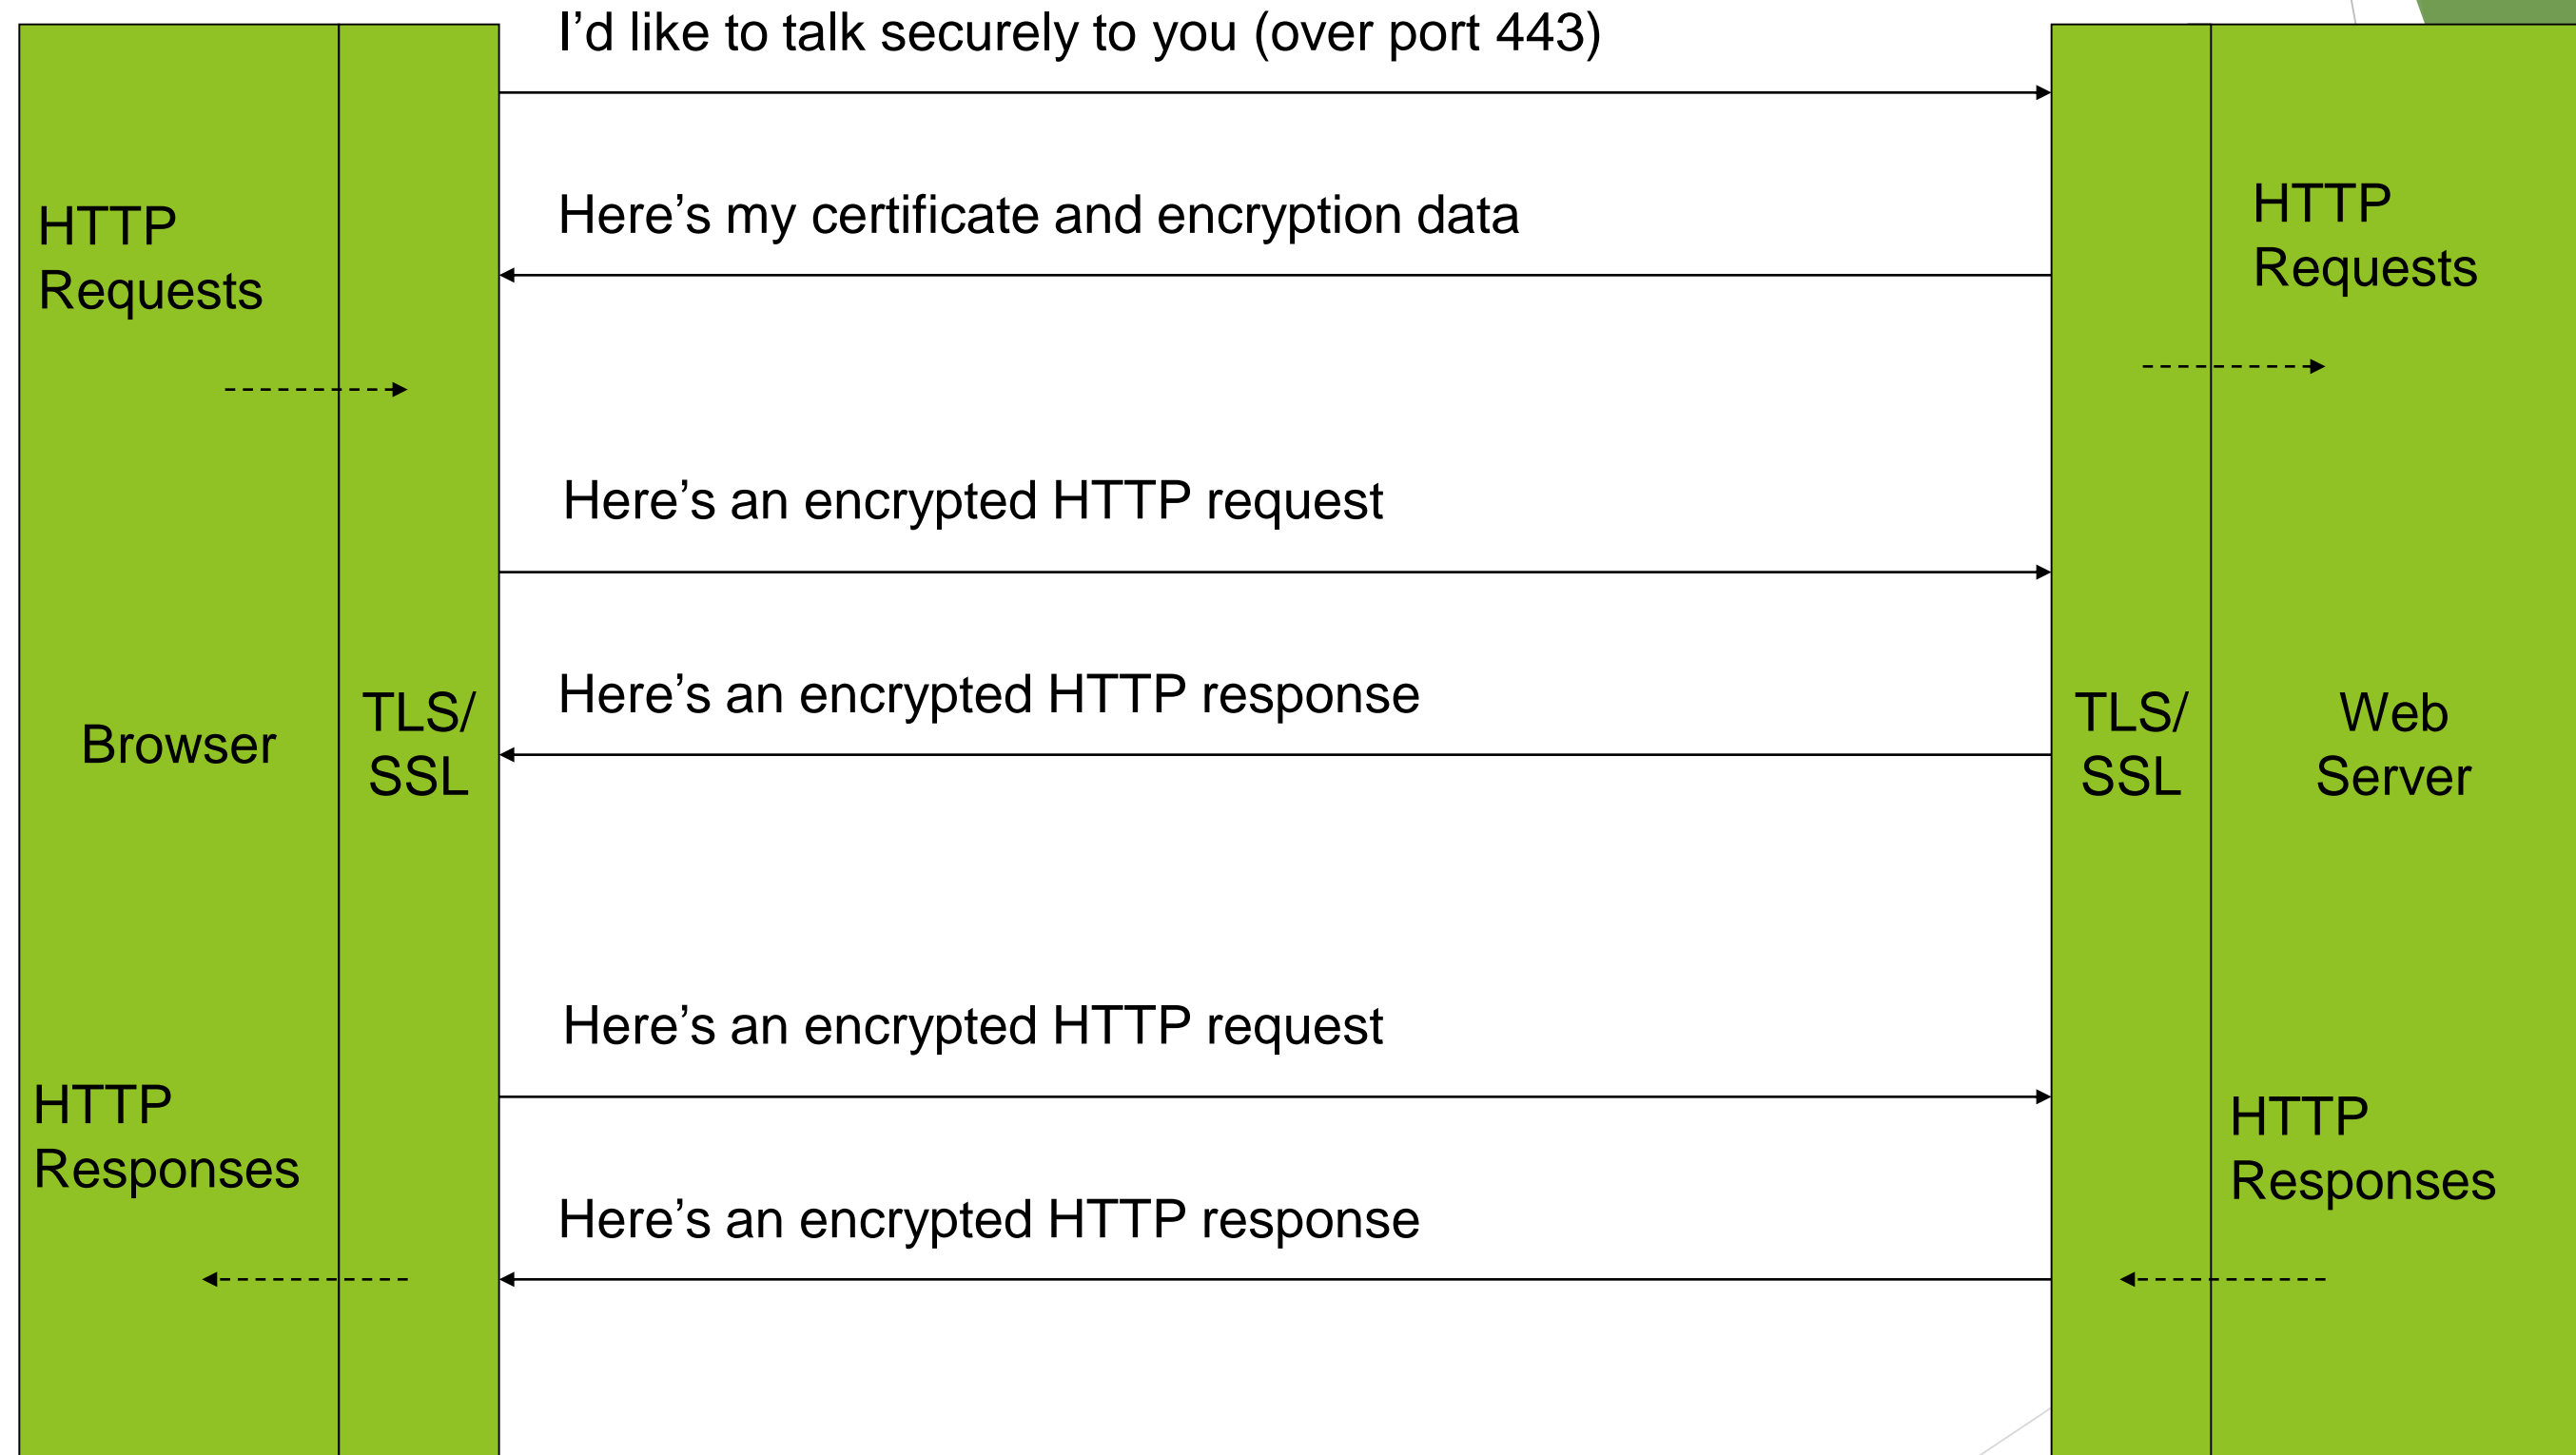 I’d like to talk securely to you (over port 443)
HTTP
Requests
Here’s my certificate and encryption data
HTTP
Requests
Here’s an encrypted HTTP request
Browser
TLS/
SSL
Here’s an encrypted HTTP response
TLS/
SSL
Web
Server
Here’s an encrypted HTTP request
HTTP
Responses
Here’s an encrypted HTTP response
HTTP
Responses